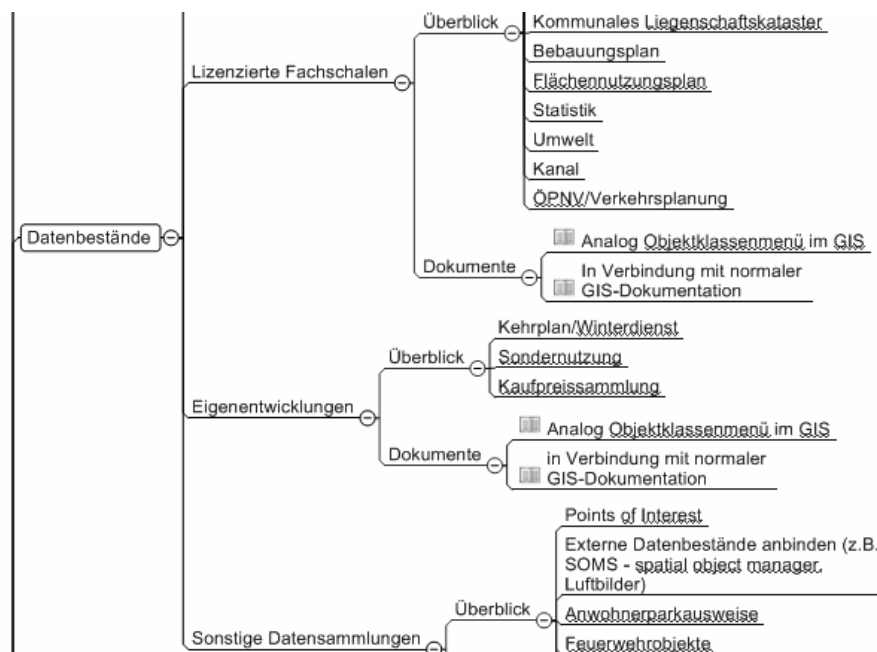 Überblick
Kommunales Liegenschaftskataster
Bebauungsplan
Lizenzierte Fachschalen
Flächennutzungsplan
Statistik
Umwelt
Kanal
ÖPNV/Verkehrsplanung
Datenbestände
Dokumente
Analog Objektklassenmenü im GIS
In Verbindung mit normaler
GIS-Dokumentation
Eigenentwicklungen
Überblick
Kehrplan/Winterdienst
Sondernutzung
Kaufpreissammlung
Dokumente
Analog Objektklassenmenü im GIS
in Verbindung mit normaler
GIS-Dokumentation
Sonstige Datensammlungen
Überblick
Points of Interest
Externe Datenbestände anbinden (z.B.
SOMS - spatial object manager,
Luftbilder)
Anwohnerparkausweise
Feuerwehrobjekte